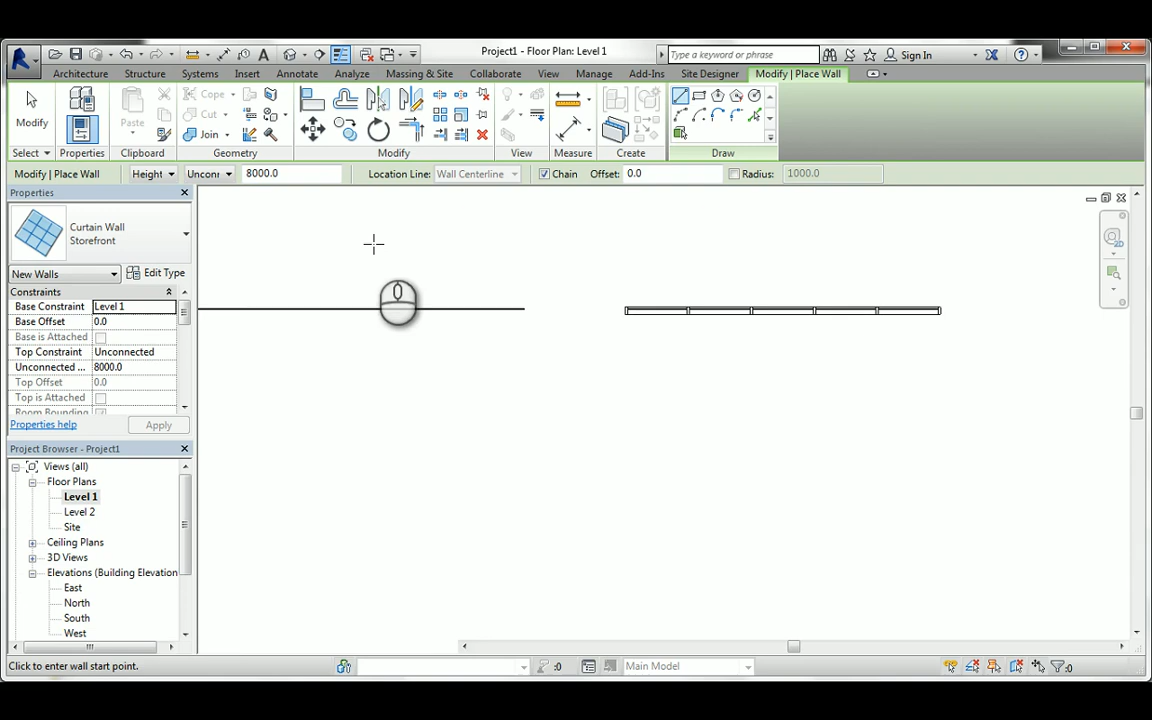 Project1 - Floor Plan: Level 1
Type a keyword or phrase
Sign In
Architecture
Structure
Systems
Insert
Annotate
Analyze
Massing & Site
Collaborate
View
Manage
Add-Ins
Site Designer
Modify | Place Wall
Modify
Paste
Cope
Cut
Join
Select
Properties
Clipboard
Geometry
Modify
View
Measure
Create
Draw
Modify | Place Wall
Height
Unconr
8000.0
Location Line:
Wall Centerline
Chain
Offset:
0.0
Radius:
1000.0
Properties
Curtain Wall
Storefront
New Walls
Edit Type
Constraints
Base Constraint
Level 1
Base Offset
0.0
Base is Attached
Top Constraint
Unconnected
Unconnected ...
8000.0
Top Offset
0.0
Top is Attached
Room Bounding
Properties help
Apply
Project Browser - Project1
Views (all)
Floor Plans
Level 1
Level 2
Site
Ceiling Plans
3D Views
Elevations (Building Elevation
East
North
South
West
2D
Click to enter wall start point.
:0
Main Model
:0